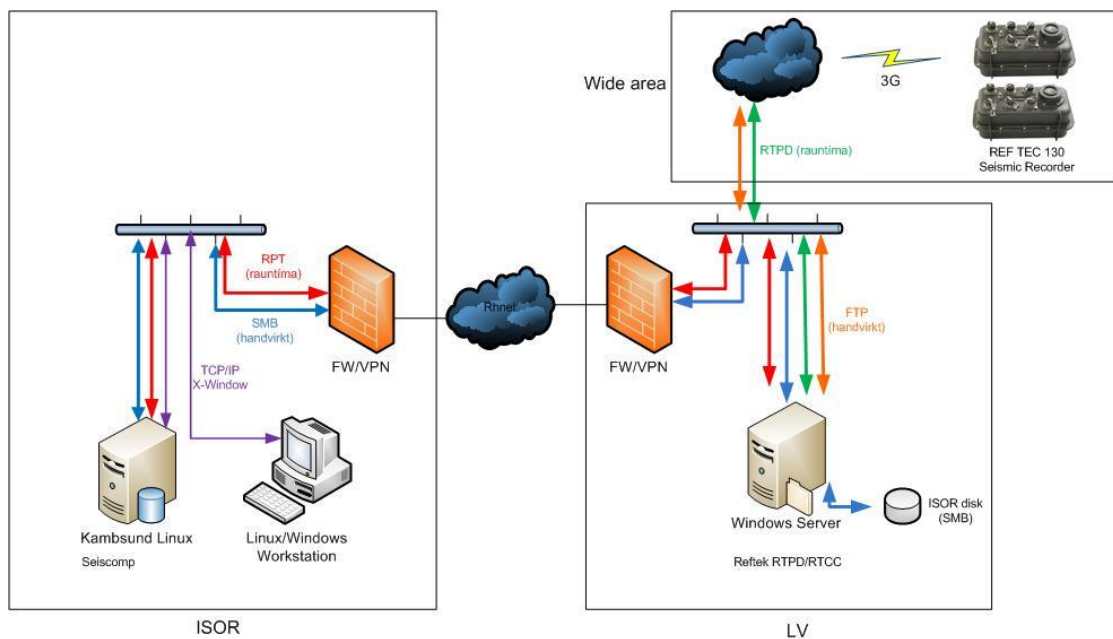 Wide area
3G
REF TEC 130
Seismic Recorder
RTPD (rauntíma)
RPT
(rauntíma)
SMB
(handvirkt)
TCP/IP
X-Window
FW/VPN
Rhnet
FW/VPN
FTP
(handvirkt)
Kambsund Linux
Seiscomp
Linux/Windows
Workstation
Windows Server
ISOR disk
(SMB)
Reftek RTPD/RTCC
ISOR
LV